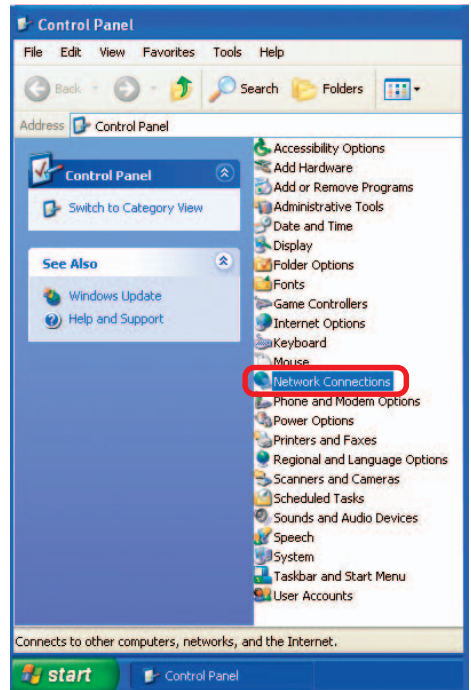 Control Panel
File Edit View Favorites Tools Help
Back Search Folders
Address Control Panel
Control Panel
Switch to Category View
See Also
Windows Update
Help and Support
Accessibility Options
Add Hardware
Add or Remove Programs
Administrative Tools
Date and Time
Display
Folder Options
Fonts
Game Controllers
Internet Options
Keyboard
Mouse
Network Connections
Phone and Modem Options
Power Options
Printers and Faxes
Regional and Language Options
Scanners and Cameras
Scheduled Tasks
Sounds and Audio Devices
Speech
System
Taskbar and Start Menu
User Accounts
Connects to other computers, networks, and the Internet.
start Control Panel